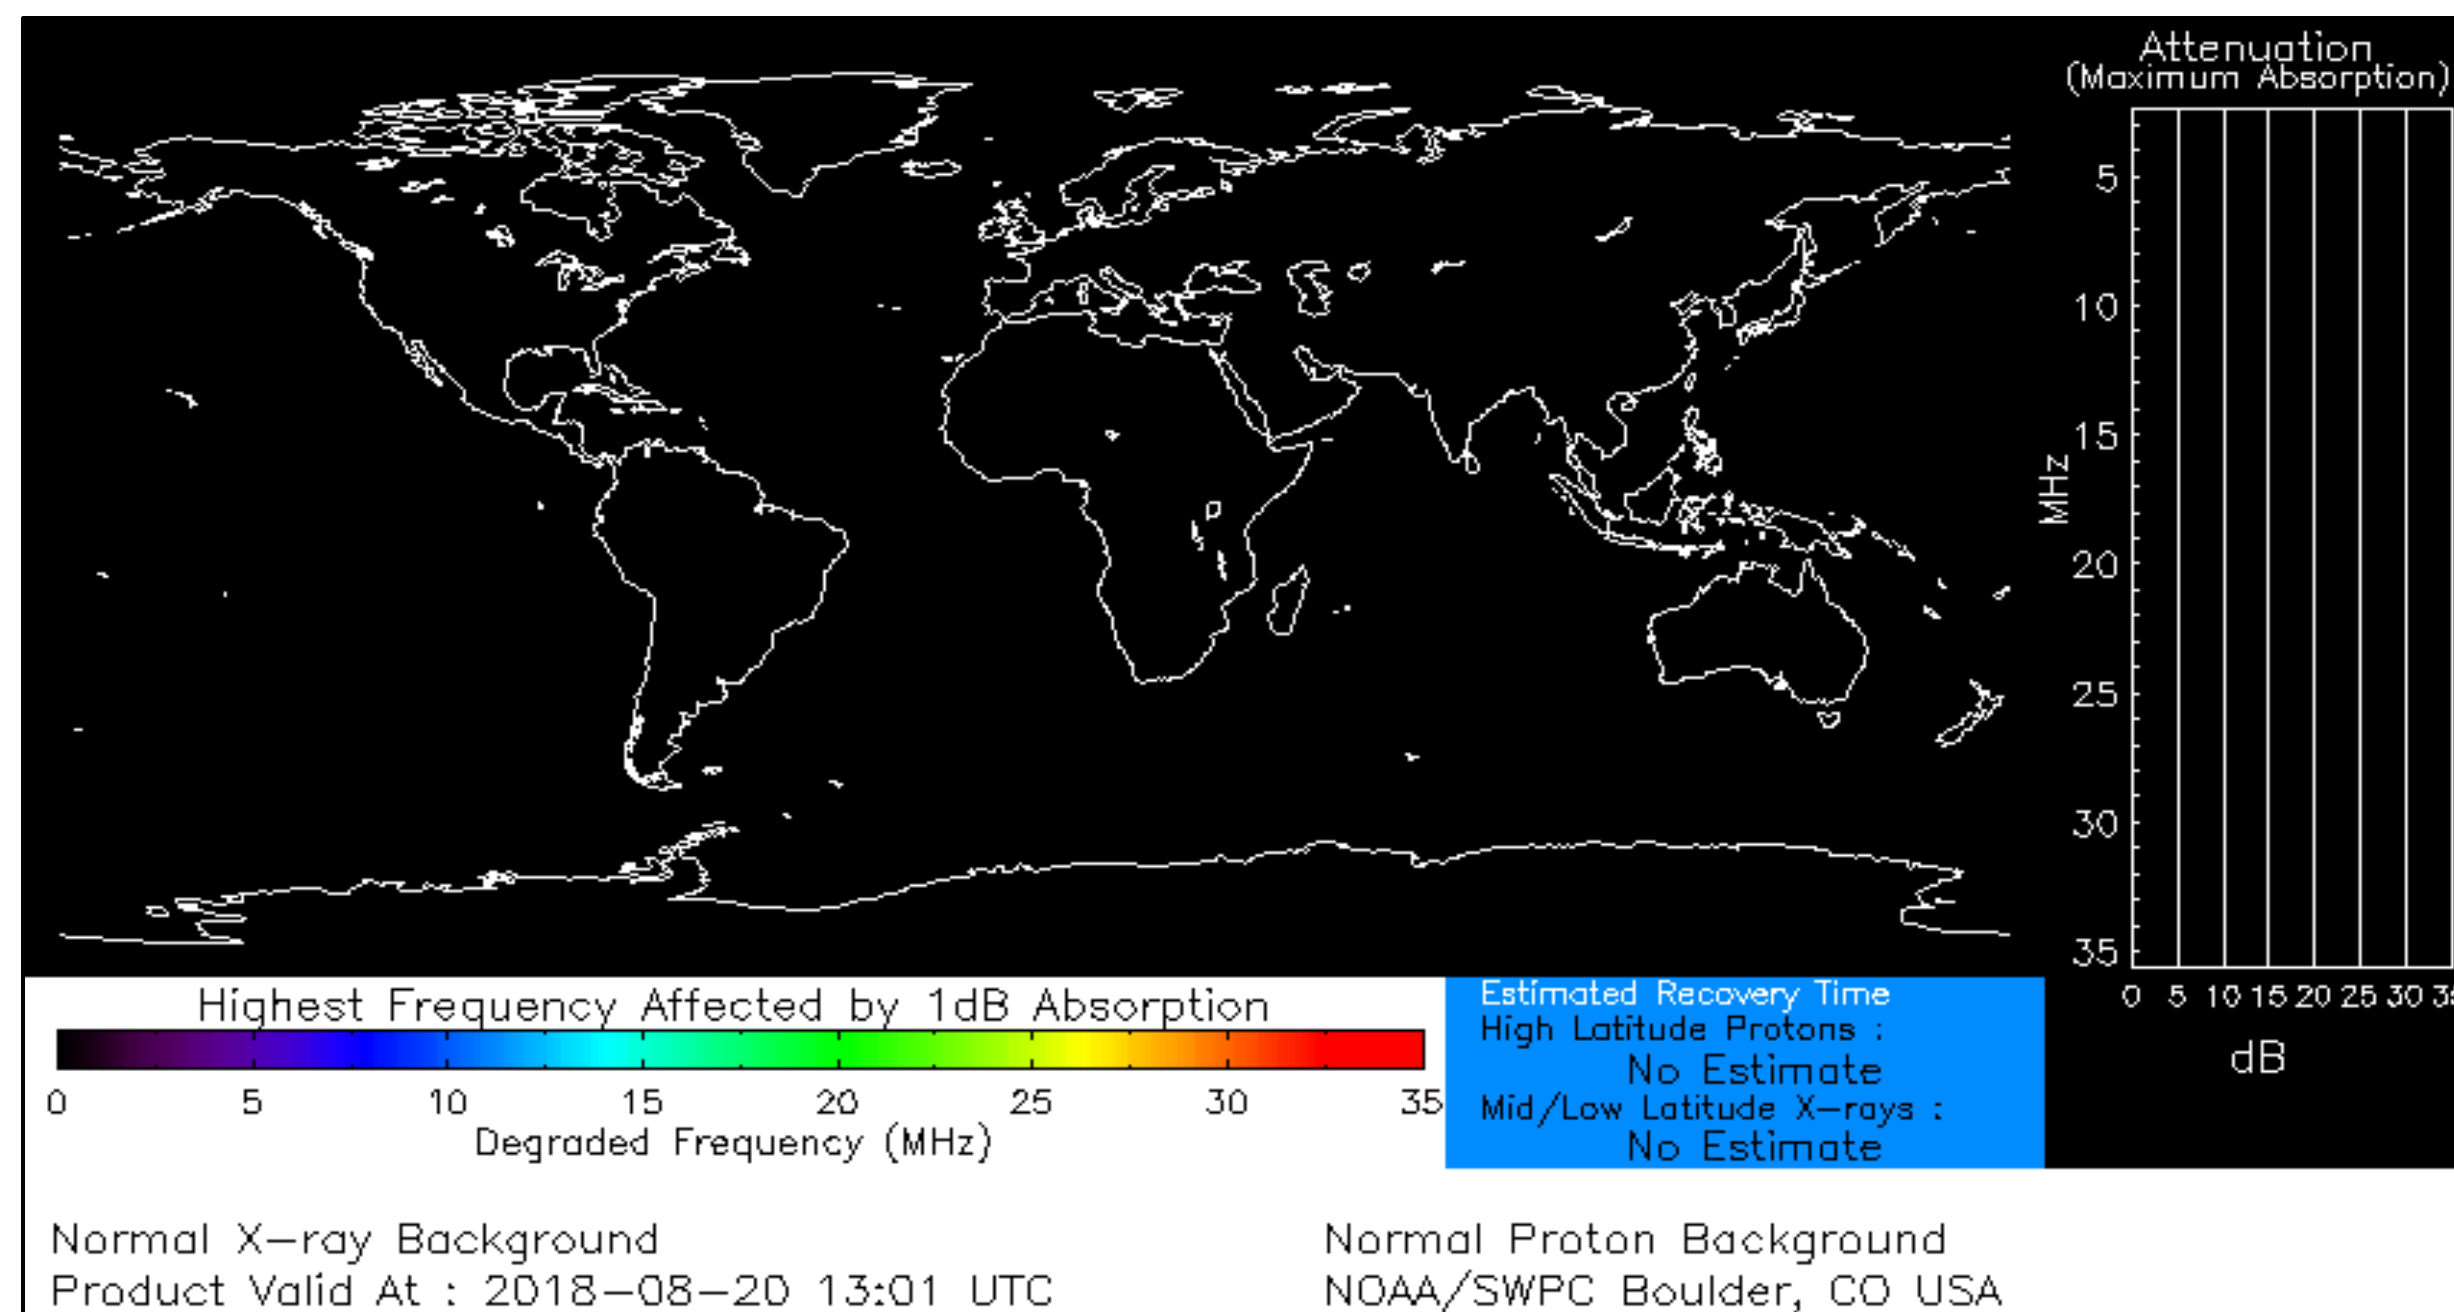 Attenuation
(Maximum Absorption)
5
10
15
20
25
30
35
MHz
0 5 10 15 20 25 30
dB
Highest Frequency Affected by 1dB Absorption
0 5 10 15 20 25 30 35
Degraded Frequency (MHz)
Estimated Recovery Time
High Latitude Protons :
No Estimate
Mid/Low Latitude X-rays :
No Estimate
Normal X-ray Background
Normal Proton Background
Product Valid At : 2018-08-20 13:01 UTC
NOAA/SWPC Boulder, CO USA